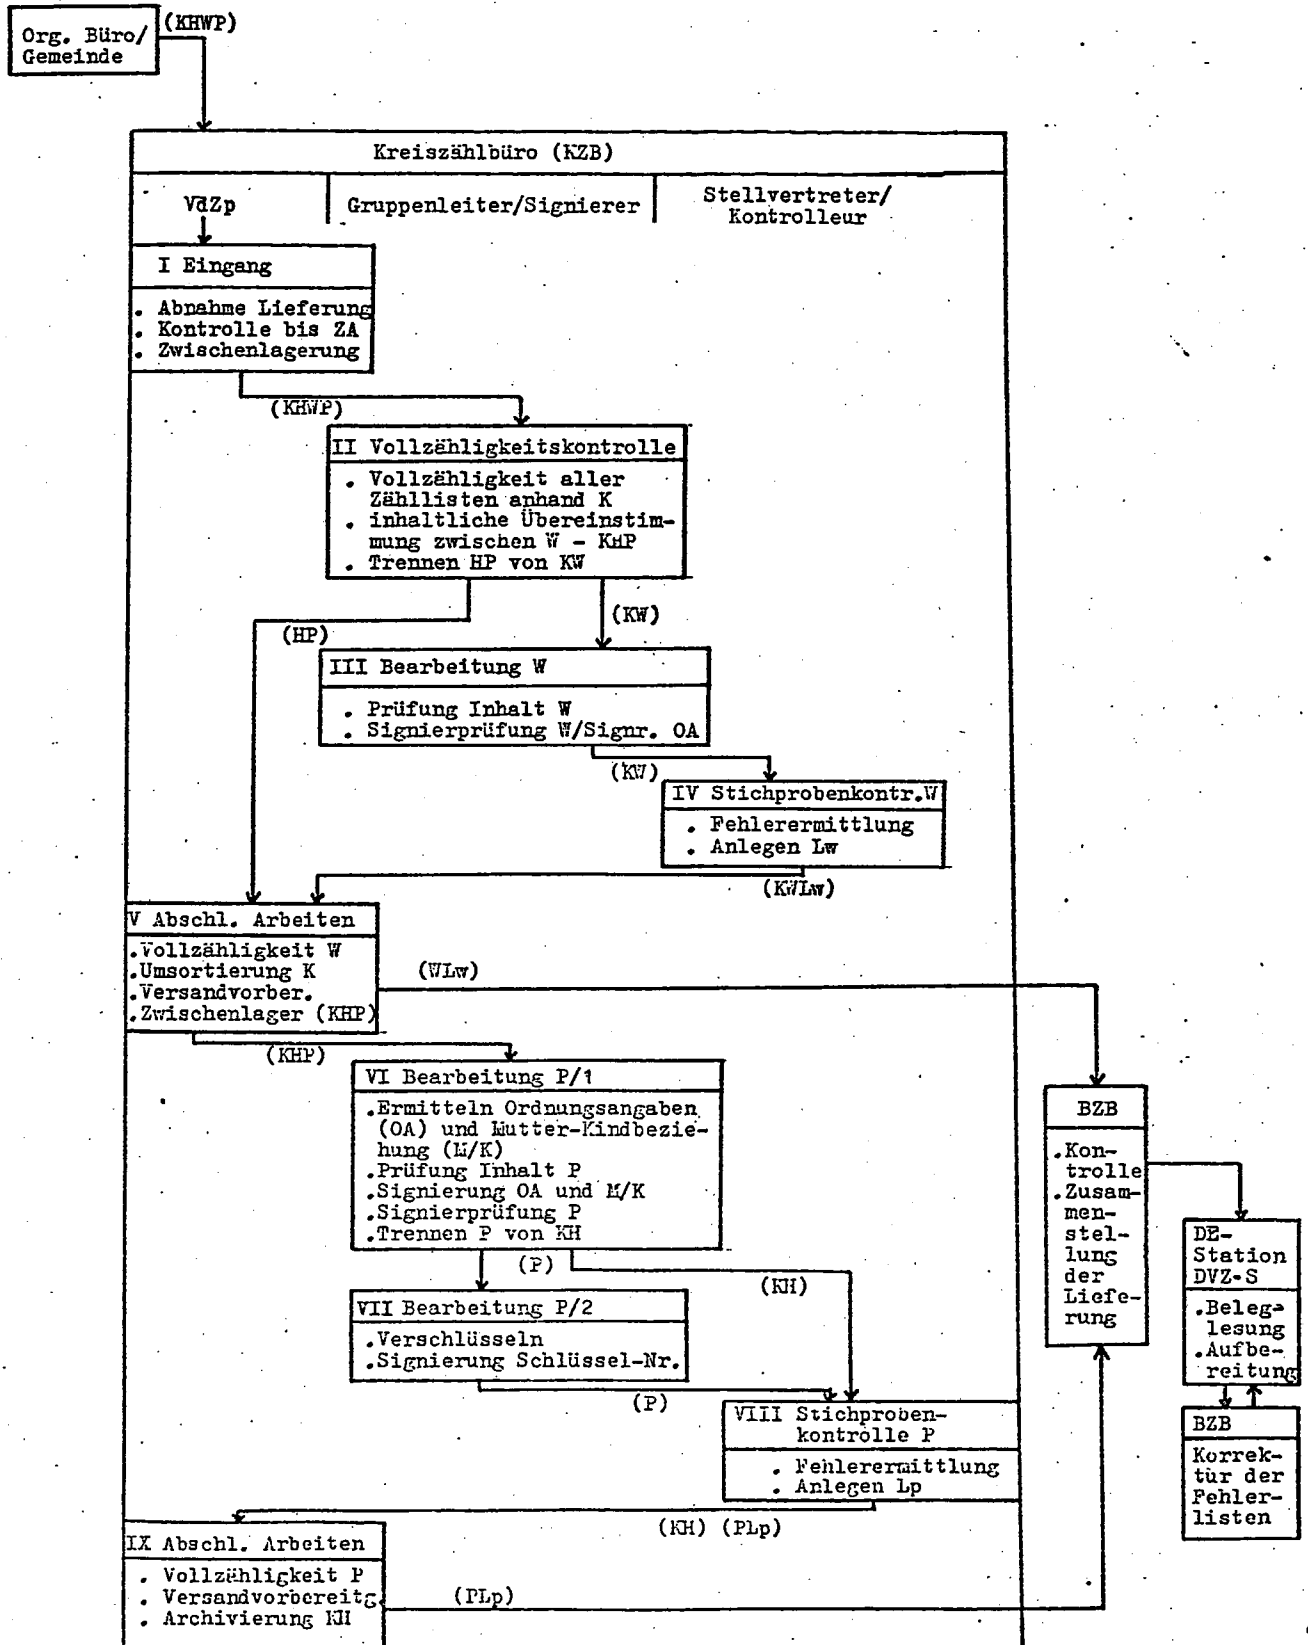 (KHWP)
Org. Büro/
Gemeinde
Kreiszählbüro (KZB)
VdZp
Gruppenleiter/Signierer
Stellvertreter/
Kontrolleur
I Eingang
. Abnahme Lieferung
. Kontrolle bis ZA
. Zwischenlagerung
(KHWP)
II Vollzähligkeitskontrolle
. Vollzähligkeit aller
Zähllisten anhand K
. inhaltliche Übereinstim-
mung zwischen W - KHP
. Trennen HP von KW
(HP)
(KW)
III Bearbeitung W
. Prüfung Inhalt W
. Signierprüfung W/Signr. OA
(KW)
IV Stichprobenkontr.W
. Fehlerermittlung
. Anlegen Lw
(KWLw)
V Abschl. Arbeiten
.Vollzähligkeit W
.Umsortierung K
.Versandvorber.
.Zwischenlager (KHP)
(WLw)
(KHP)
VI Bearbeitung P/1
.Ermitteln Ordnungsangaben
(OA) und Mutter-Kindbezie-
hung (M/K)
.Prüfung Inhalt P
.Signierung OA und M/K
.Signierprüfung P
.Trennen P von KH
(P)
(KH)
VII Bearbeitung P/2
.Verschlüsseln
.Signierung Schlüssel-Nr.
(P)
VIII Stichproben-
kontrolle P
. Fehlerermittlung
. Anlegen Lp
(KH) (PLp)
IX Abschl. Arbeiten
. Vollzähligkeit P
. Versandvorbereitg.
. Archivierung KH
(PLp)
BZB
.Kon-
trolle
.Zusam-
men-
stel-
lung
der
Liefe-
rung
DE-
Station
DVZ-S
.Beleg-
lesung
.Aufbe-
reitung
BZB
Korrek-
tur der
Fehler-
listen